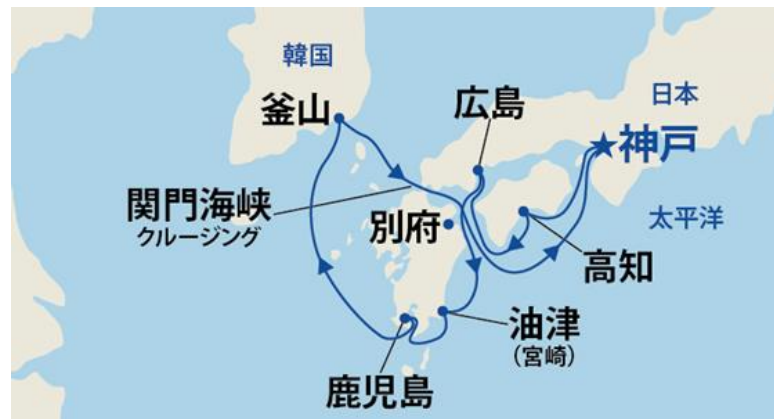 韓国
釜山
広島
日本
神戸
関門海峡
クルージング
別府
太平洋
高知
油津
(宮崎)
鹿児島